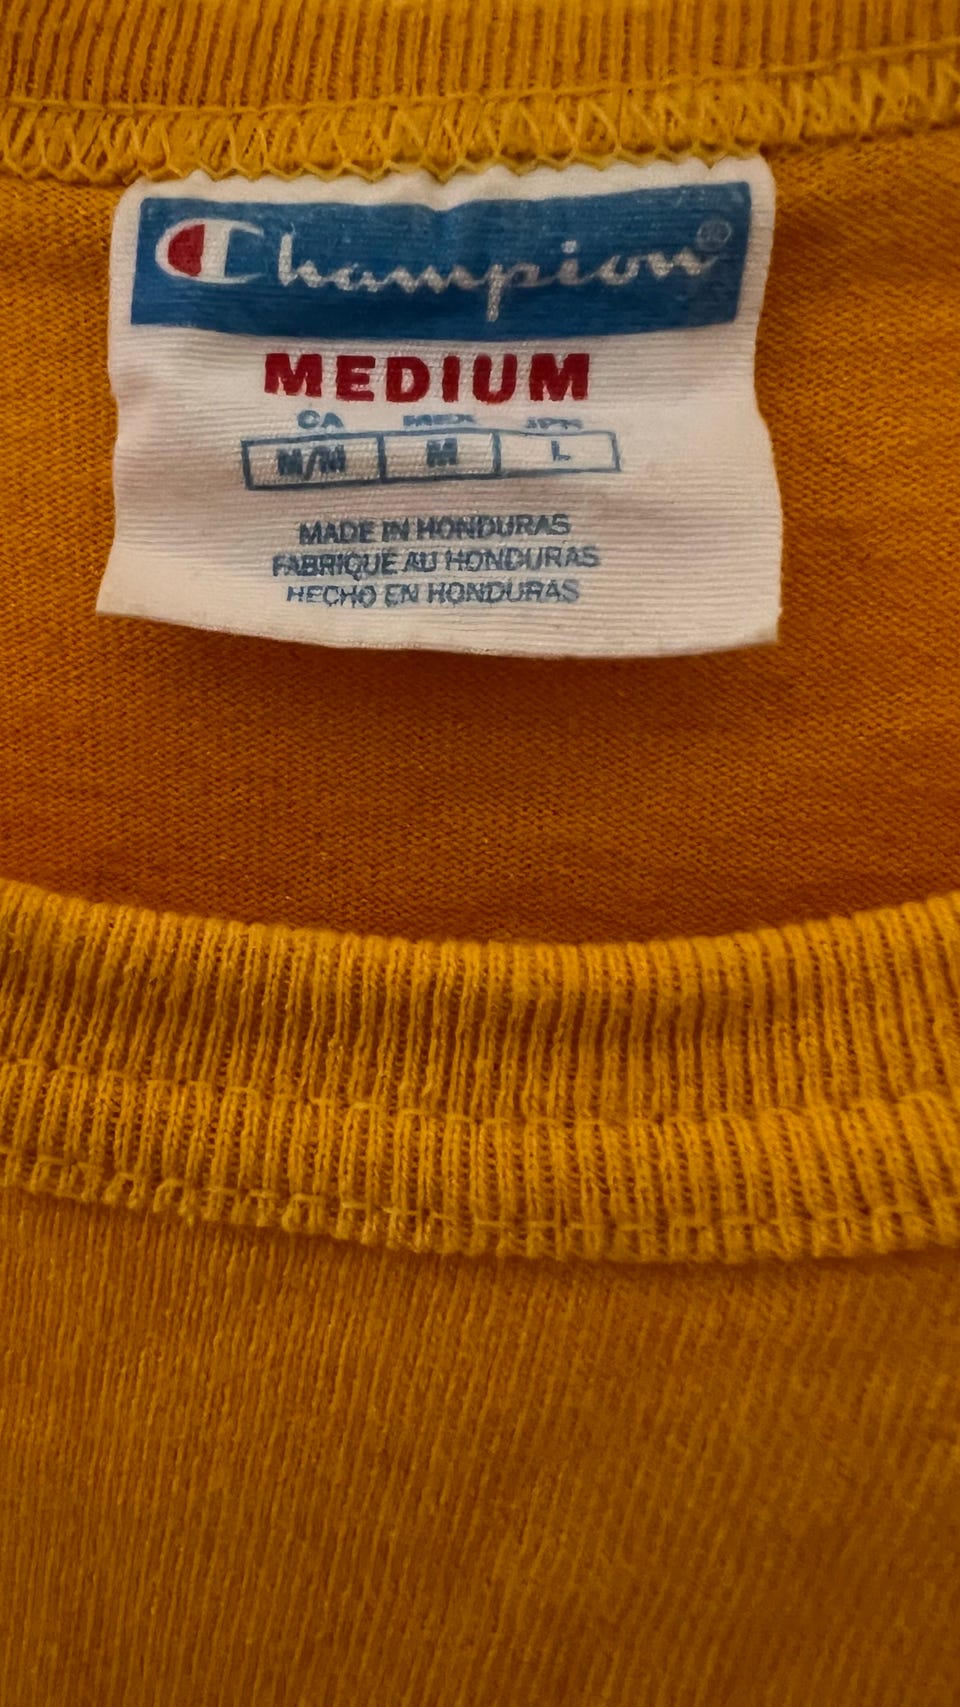 Champion®
MEDIUM
CA MEX JPN
M/M M L
MADE IN HONDURAS
FABRIQUÉ AU HONDURAS
HECHO EN HONDURAS